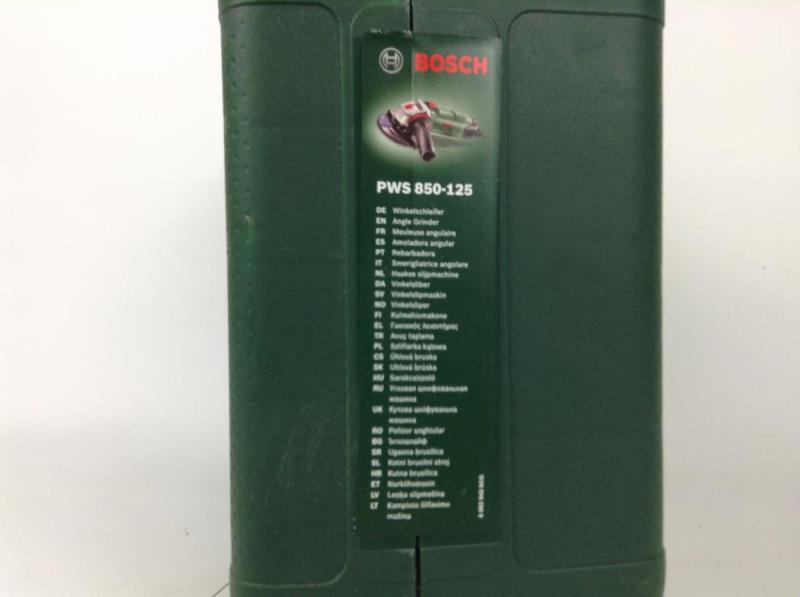 BOSCH
PWS 850-125
DE Winkelschleifer
EN Angle Grinder
FR Meuleuse angulaire
ES Amoladora angular
PT Rebarbadora
IT Smerigliatrice angolare
NL Haakse slijpmachine
DA Vinkelsliber
SV Vinkelslipmaskin
NO Vinkelsliper
FI Kulmahiomakone
EL Γωνιακός λειαντήρας
TR Avuç taşlama
PL Szlifierka kątowa
CS Úhlová bruska
SK Uhlová brúska
HU Sarokcsiszoló
RU Угловая шлифовальная
машина
UK Кутова шліфувальна
машина
RO Polizor unghiular
BG Ъглошлайф
SR Ugaona brusilica
SL Kotni brusilni stroj
HR Kutna brusilica
ET Nurklihvmasin
LV Leņķa slīpmašīna
LT Kampinio šlifavimo
mašina